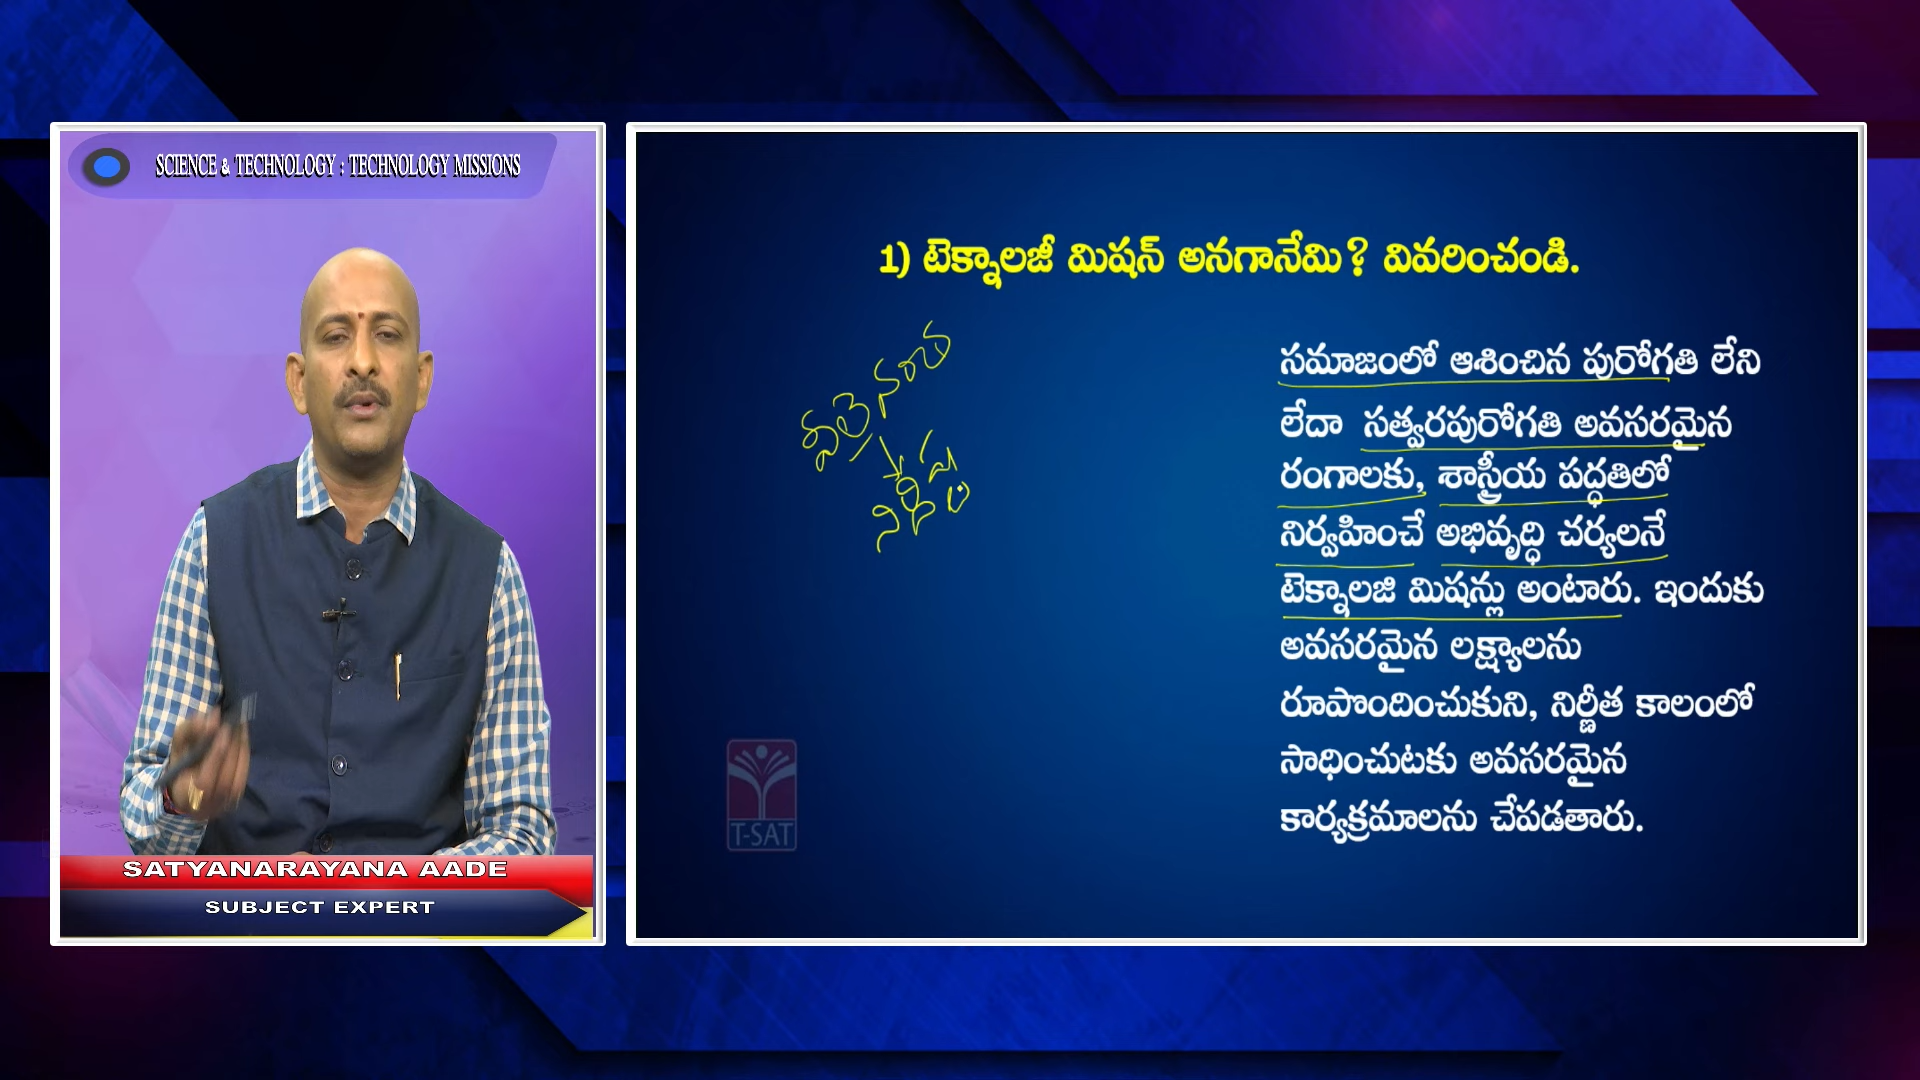 SCIENCE & TECHNOLOGY : TECHNOLOGY MISSIONS
1) టెక్నాలజీ మిషన్ అనగానేమి? వివరించండి.
సమాజంలో ఆశించిన పురోగతి లేని
లేదా సత్వరపురోగతి అవసరమైన
రంగాలకు, శాస్త్రీయ పద్ధతిలో
నిర్వహించే అభివృద్ధి చర్యలనే
టెక్నాలజి మిషన్లు అంటారు. ఇందుకు
అవసరమైన లక్ష్యాలను
రూపొందించుకుని, నిర్ణీత కాలంలో
సాధించుటకు అవసరమైన
కార్యక్రమాలను చేపడతారు.
T-SAT
SATYANARAYANA AADE
SUBJECT EXPERT